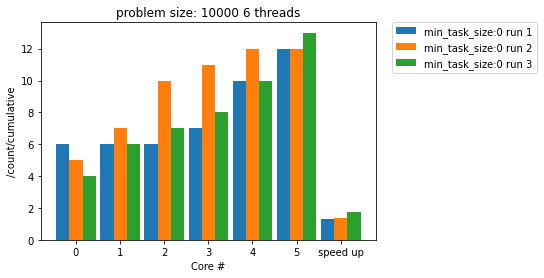 problem size: 10000 6 threads
min_task_size:0 run 1
min_task_size:0 run 2
min_task_size:0 run 3
/count/cumulative
12
10
8
6
4
2
0
0 1 2 3 4 5 speed up
Core #